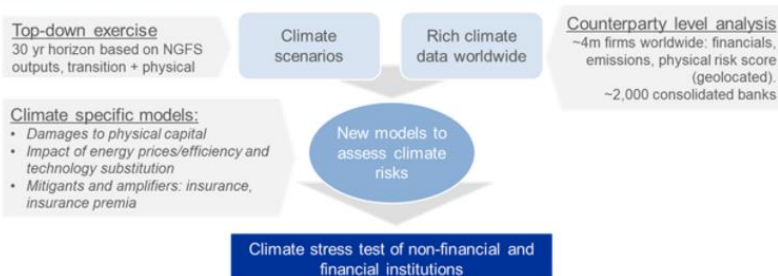 Top-down exercise
30 yr horizon based on NGFS
outputs, transition + physical
Climate
scenarios
Rich climate
data worldwide
Counterparty level analysis
~4m firms worldwide: financials,
emissions, physical risk score
(geolocated).
~2,000 consolidated banks
Climate specific models:
• Damages to physical capital
• Impact of energy prices/efficiency and
technology substitution
• Mitigants and amplifiers: insurance,
insurance premia
New models to
assess climate
risks
Climate stress test of non-financial and
financial institutions